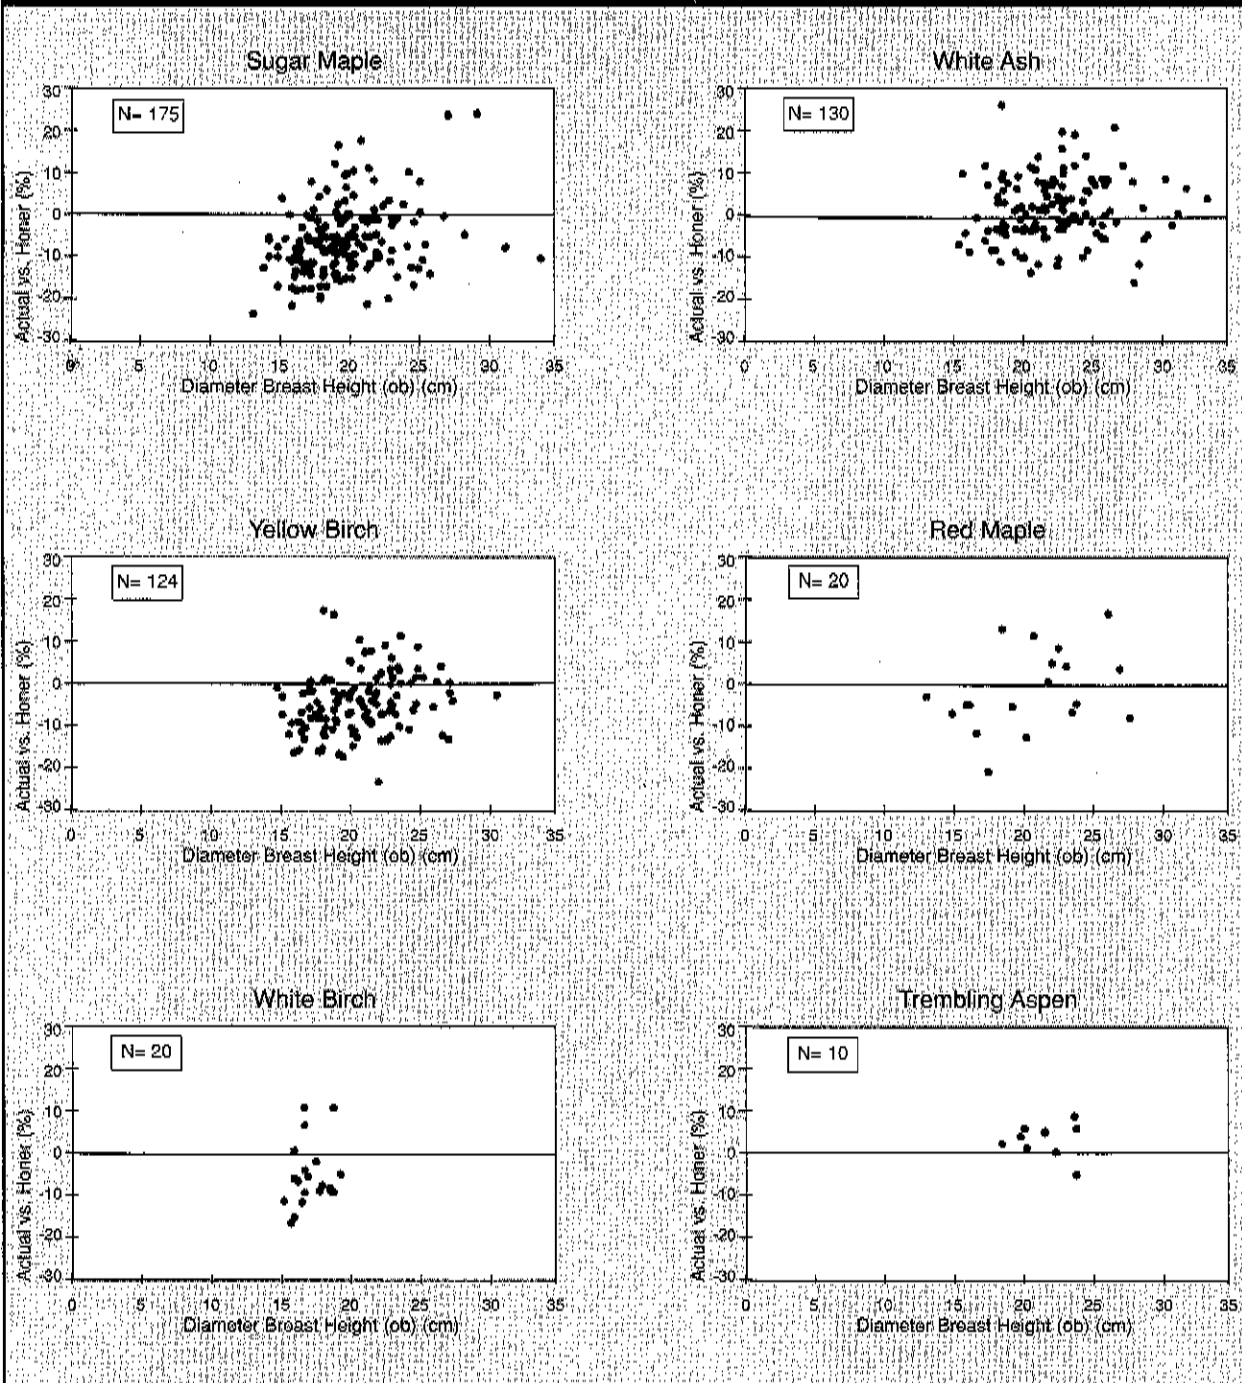 Sugar Maple
N= 175
30
20
10
0
-10
-20
-30
Actual vs. Honer (%)
0 5 10 15 20 25 30 35
Diameter Breast Height (ob) (cm)
White Ash
N= 130
30
20
10
0
-10
-20
-30
Actual vs. Honer (%)
0 5 10 15 20 25 30 35
Diameter Breast Height (ob) (cm)
Yellow Birch
N= 124
30
20
10
0
-10
-20
-30
Actual vs. Honer (%)
0 5 10 15 20 25 30 35
Diameter Breast Height (ob) (cm)
Red Maple
N= 20
30
20
10
0
-10
-20
-30
Actual vs. Honer (%)
0 5 10 15 20 25 30 35
Diameter Breast Height (ob) (cm)
White Birch
N= 20
30
20
10
0
-10
-20
-30
Actual vs. Honer (%)
0 5 10 15 20 25 30 35
Diameter Breast Height (ob) (cm)
Trembling Aspen
N= 10
30
20
10
0
-10
-20
-30
Actual vs. Honer (%)
0 5 10 15 20 25 30 35
Diameter Breast Height (ob) (cm)